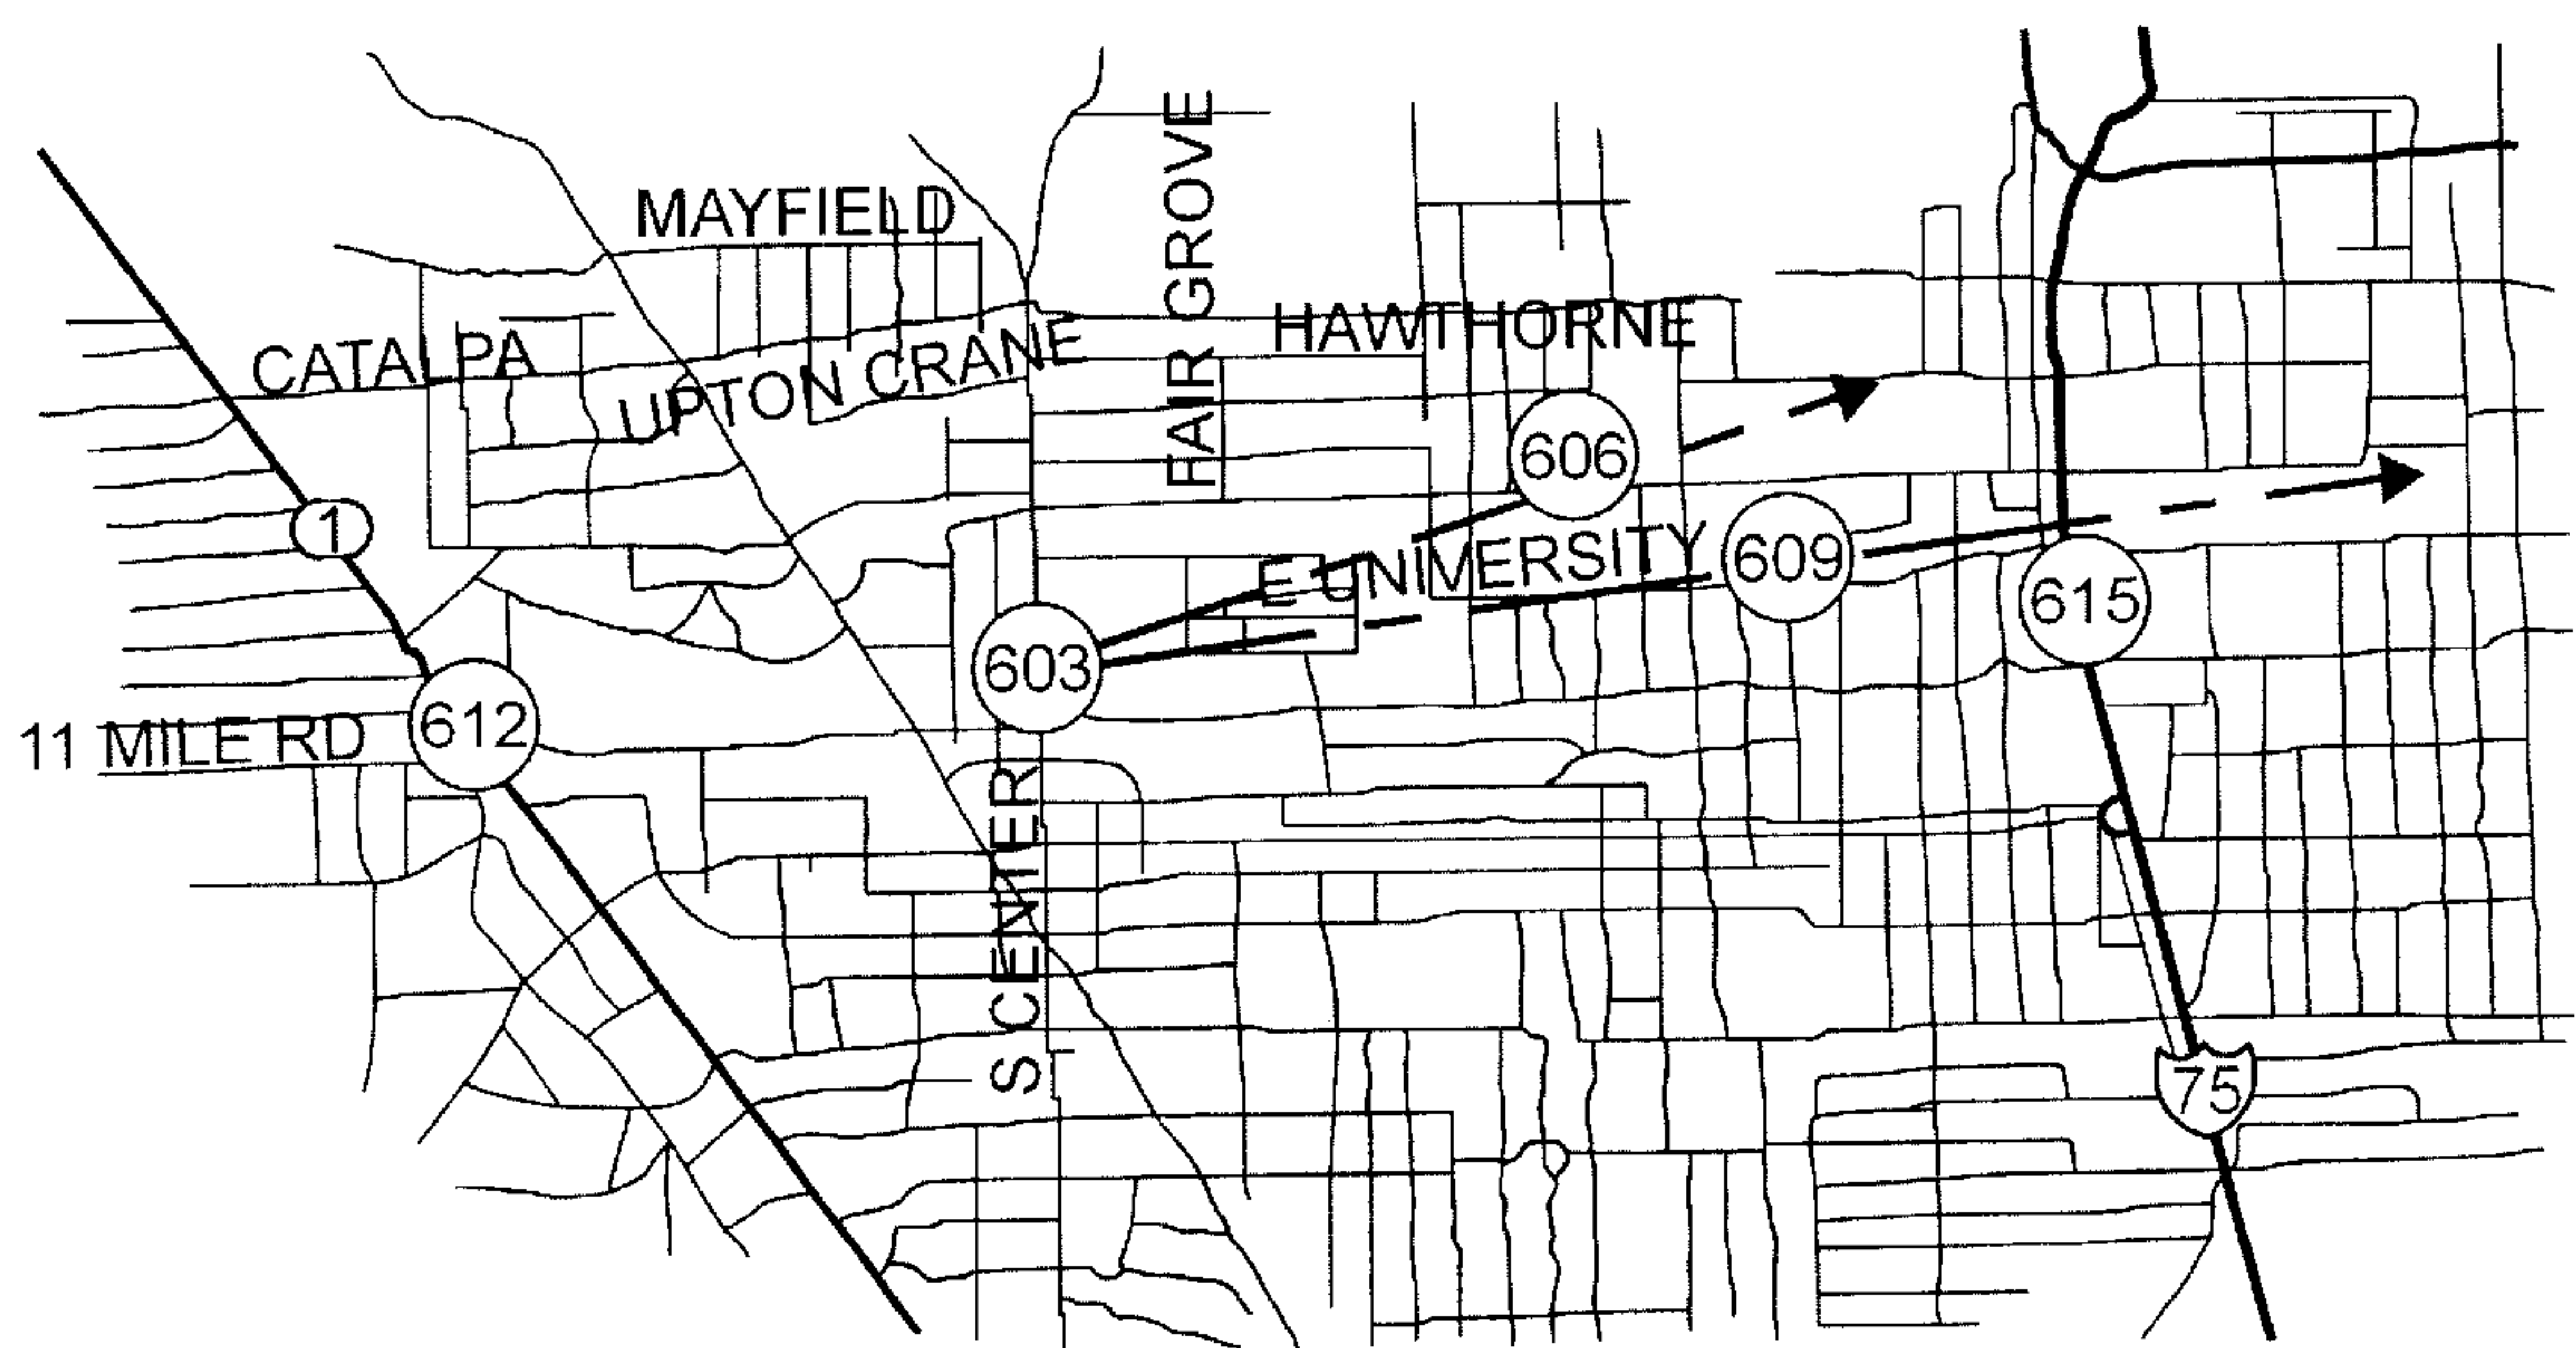 MAYFIELD
FAIR GROVE
HAWTHORNE
CATALPA
UPTON CRANE
606
1
E UNIVERSITY
609
615
603
612
11 MILE RD
S CENTER
75